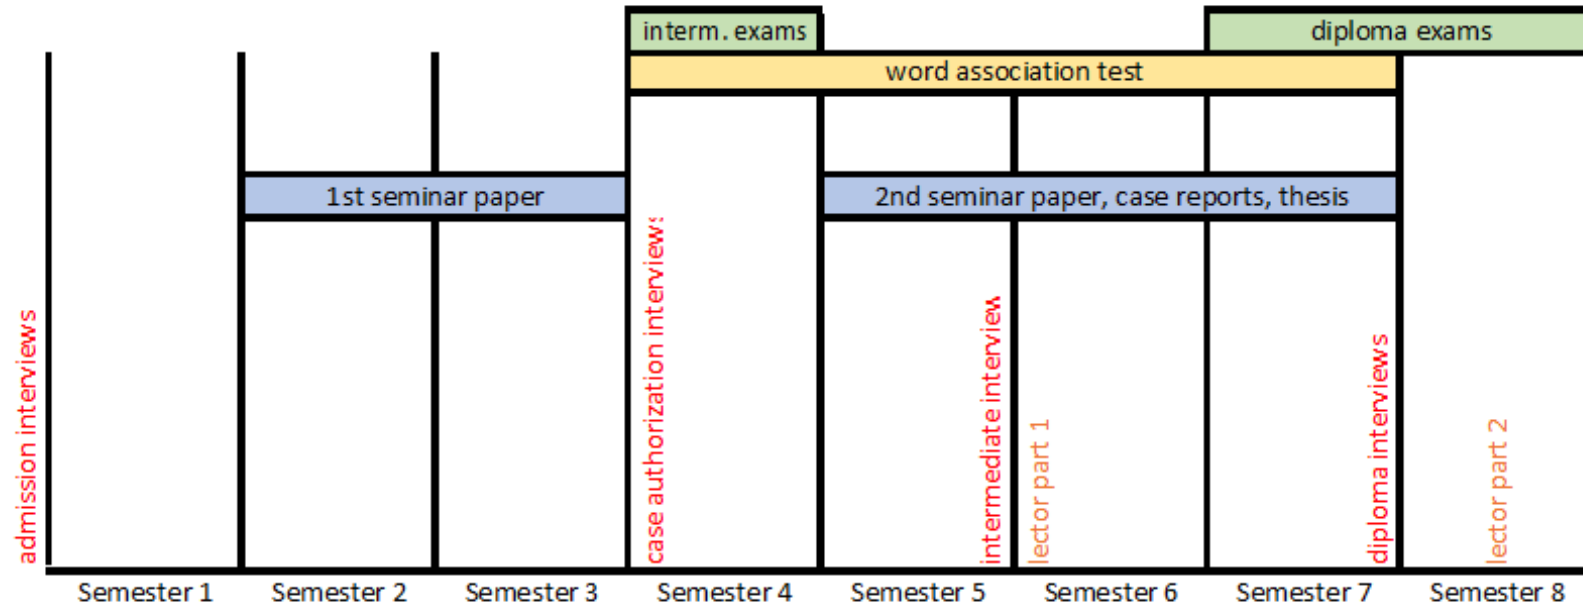 interm. exams
diploma exams
word association test
1st seminar paper
2nd seminar paper, case reports, thesis
admission interviews
case authorization interviews
intermediate interview
lector part 1
diploma interviews
lector part 2
Semester 1
Semester 2
Semester 3
Semester 4
Semester 5
Semester 6
Semester 7
Semester 8